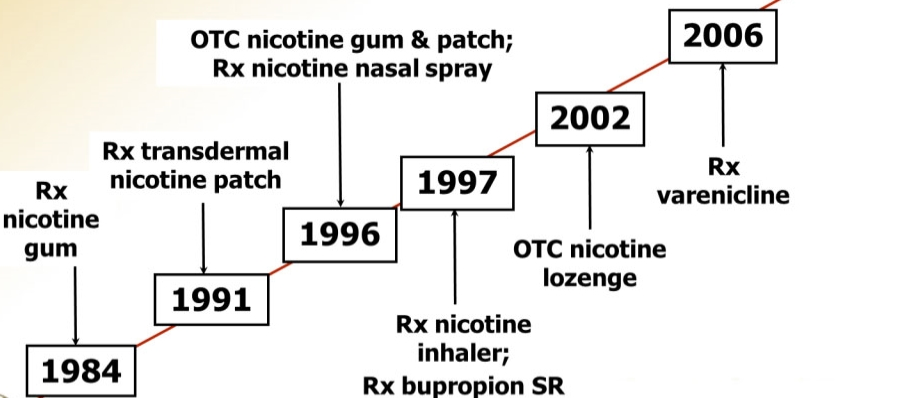 OTC nicotine gum & patch;
Rx nicotine nasal spray
2006
2002
Rx transdermal
nicotine patch
Rx
nicotine
gum
1997
Rx
varenicline
1996
OTC nicotine
lozenge
1991
Rx nicotine
inhaler;
Rx bupropion SR
1984